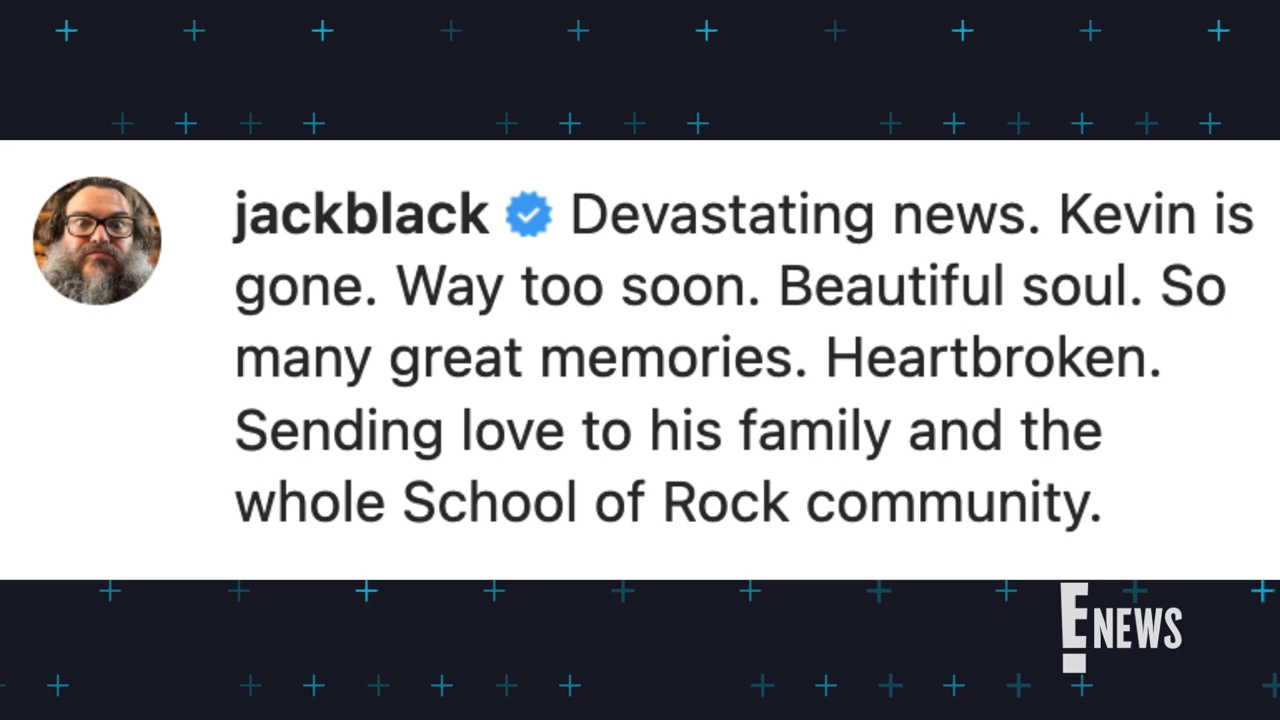 jackblack Devastating news. Kevin is
gone. Way too soon. Beautiful soul. So
many great memories. Heartbroken.
Sending love to his family and the
whole School of Rock community.
E! NEWS